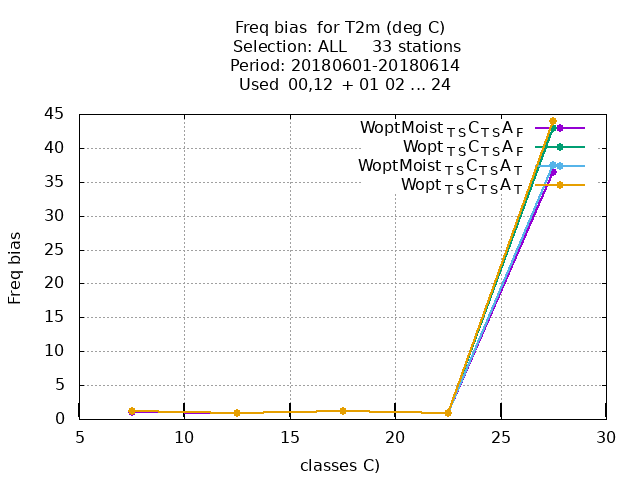 Freq bias  for T2m (deg C)
Selection: ALL     33 stations
Period: 20180601-20180614
Used  00,12  + 01 02 ... 24
WoptMoist TS C TS A F
Wopt TS C TS A F
WoptMoist TS C TS A T
Wopt TS C TS A T
45
40
35
30
25
20
15
10
5
0
Freq bias
5 10 15 20 25 30
classes C)